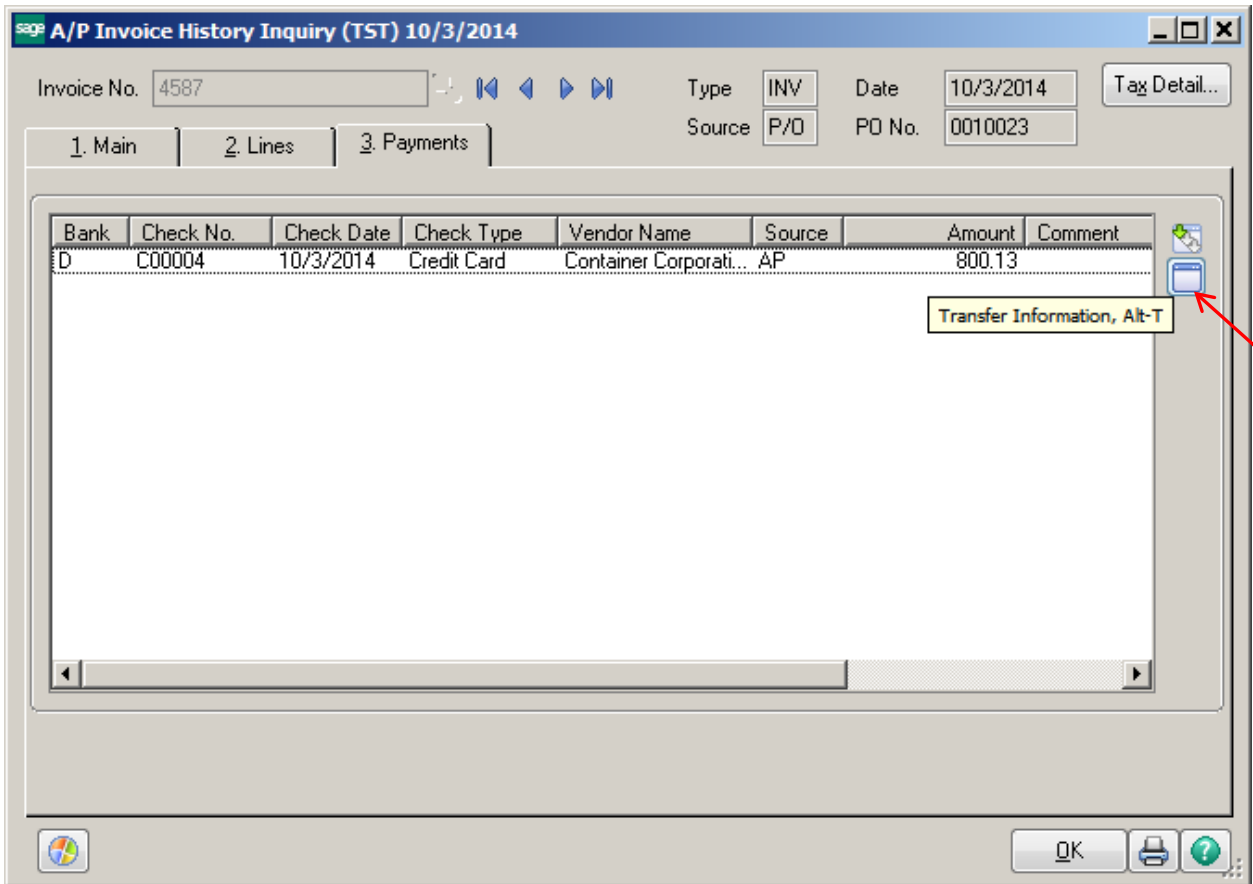 sage A/P Invoice History Inquiry (TST) 10/3/2014
Invoice No. 4587 Type INV Date 10/3/2014 Tax Detail...
Source P/O PO No. 0010023
1. Main 2. Lines 3. Payments
Bank Check No. Check Date Check Type Vendor Name Source Amount Comment
D C00004 10/3/2014 Credit Card Container Corporati... AP 800.13
Transfer Information, Alt-T
OK